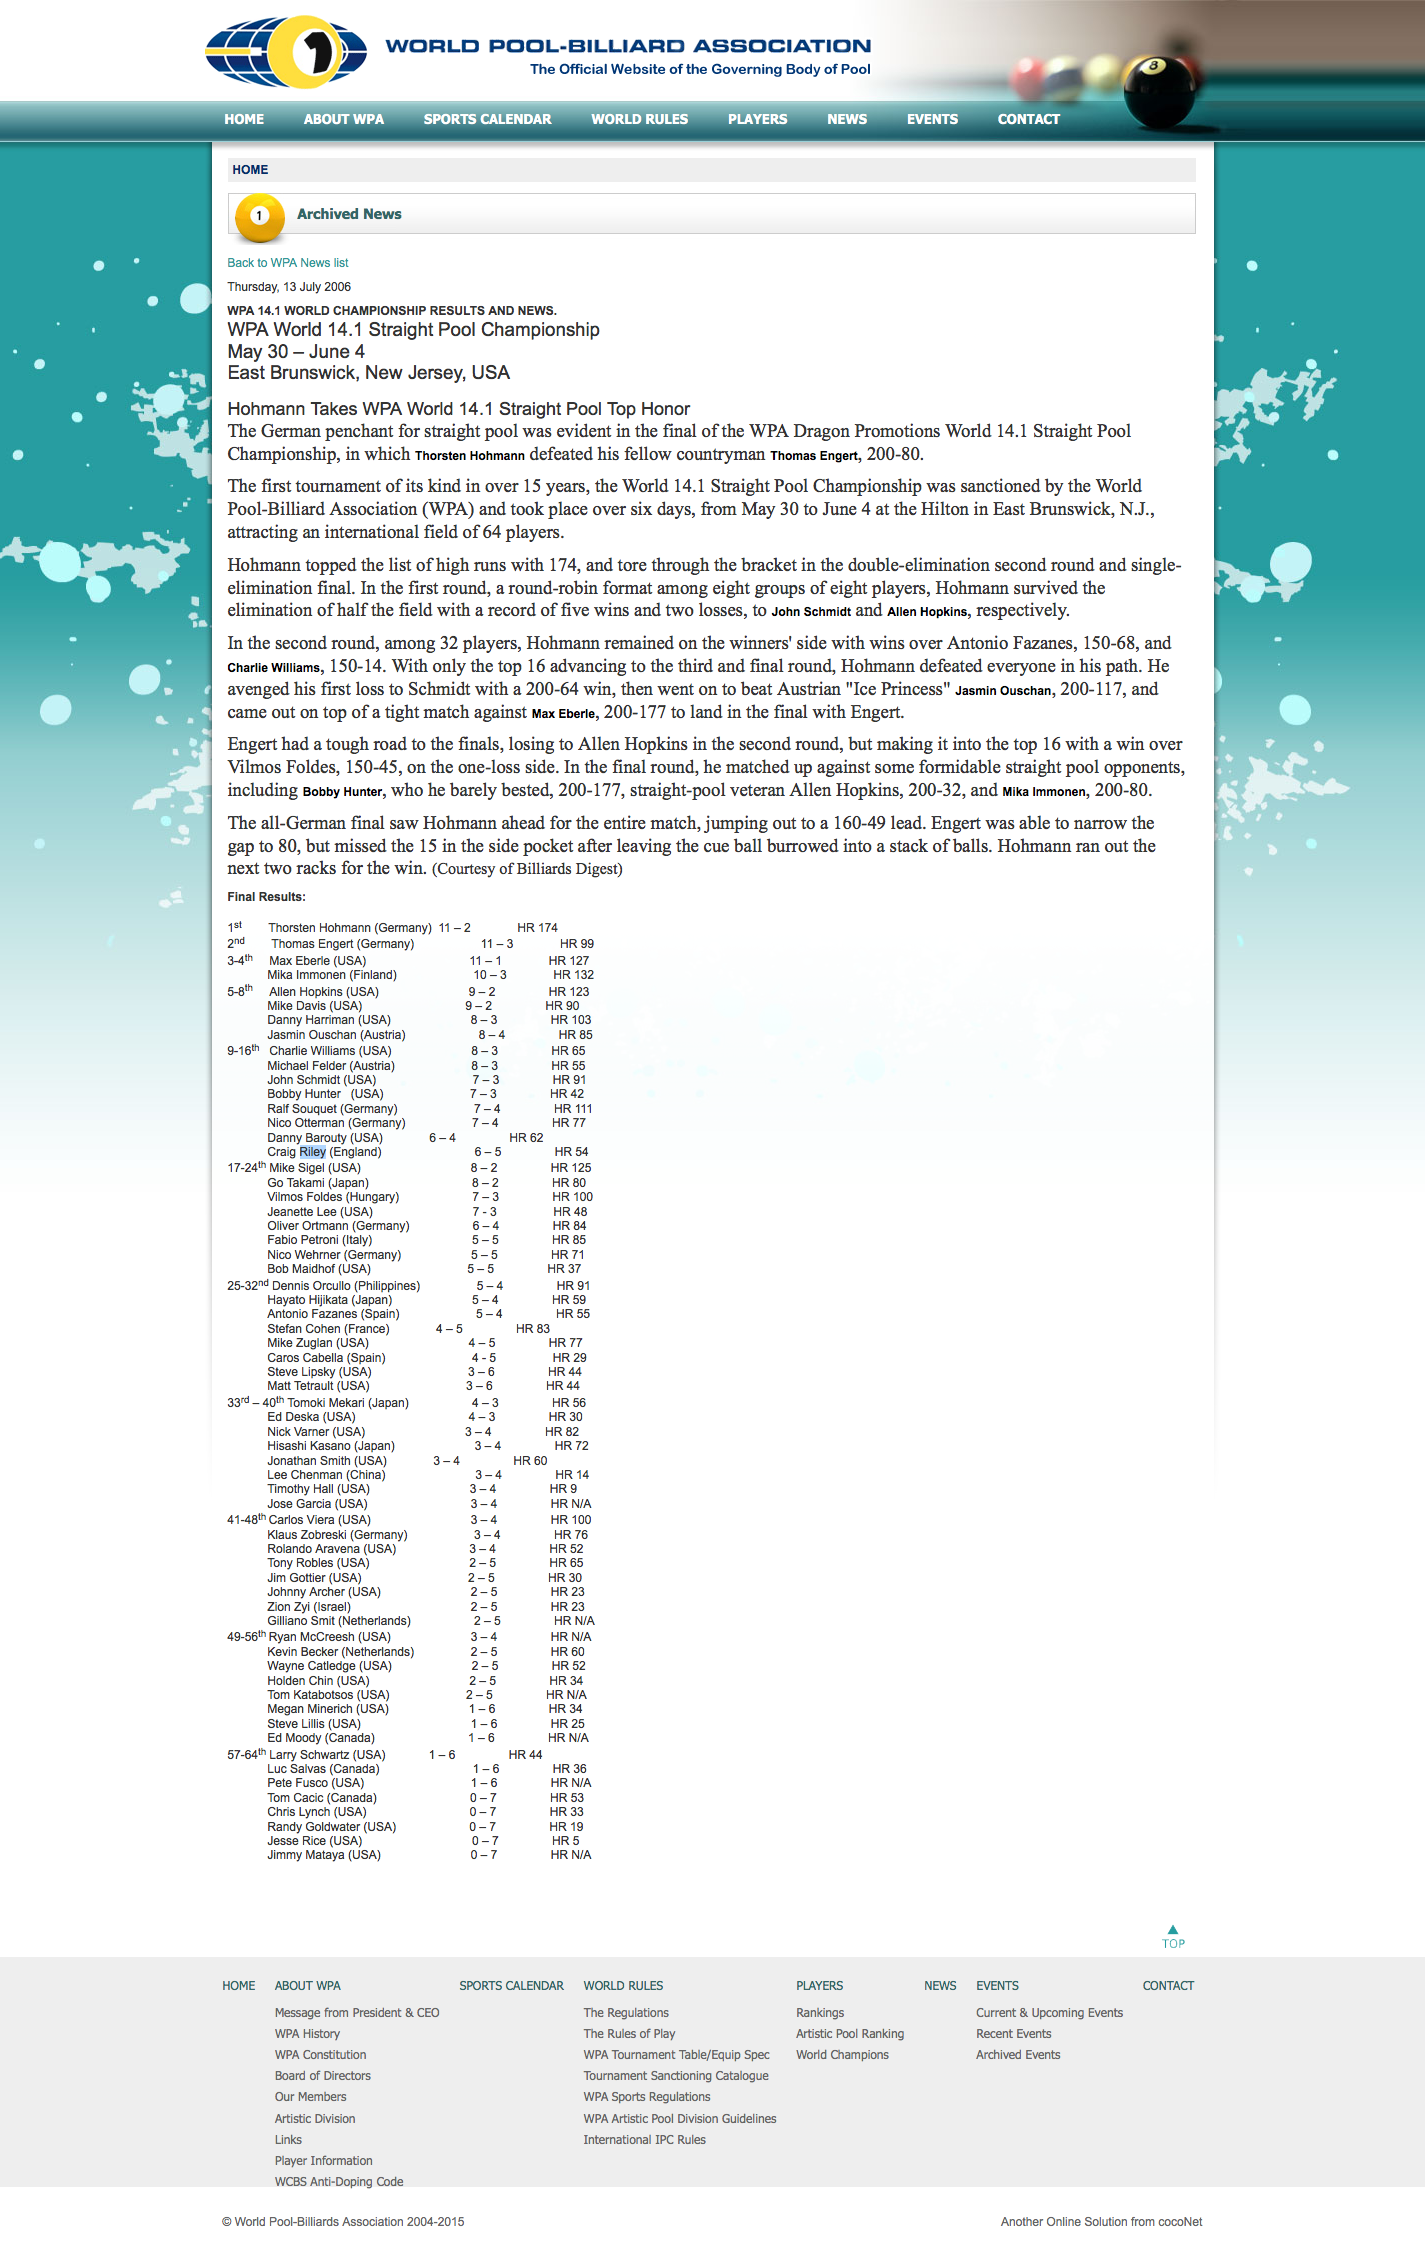 1
WORLD POOL-BILLIARD ASSOCIATION
The Official Website of the Governing Body of Pool
8
HOME ABOUT WPA SPORTS CALENDAR WORLD RULES PLAYERS NEWS EVENTS CONTACT
HOME
1 Archived News
Back to WPA News list
Thursday, 13 July 2006
WPA 14.1 WORLD CHAMPIONSHIP RESULTS AND NEWS.
WPA World 14.1 Straight Pool Championship
May 30 – June 4
East Brunswick, New Jersey, USA
Hohmann Takes WPA World 14.1 Straight Pool Top Honor
The German penchant for straight pool was evident in the final of the WPA Dragon Promotions World 14.1 Straight Pool
Championship, in which Thorsten Hohmann defeated his fellow countryman Thomas Engert, 200-80.
The first tournament of its kind in over 15 years, the World 14.1 Straight Pool Championship was sanctioned by the World
Pool-Billiard Association (WPA) and took place over six days, from May 30 to June 4 at the Hilton in East Brunswick, N.J.,
attracting an international field of 64 players.
Hohmann topped the list of high runs with 174, and tore through the bracket in the double-elimination second round and single-
elimination final. In the first round, a round-robin format among eight groups of eight players, Hohmann survived the
elimination of half the field with a record of five wins and two losses, to John Schmidt and Allen Hopkins, respectively.
In the second round, among 32 players, Hohmann remained on the winners' side with wins over Antonio Fazanes, 150-68, and
Charlie Williams, 150-14. With only the top 16 advancing to the third and final round, Hohmann defeated everyone in his path. He
avenged his first loss to Schmidt with a 200-64 win, then went on to beat Austrian "Ice Princess" Jasmin Ouschan, 200-117, and
came out on top of a tight match against Max Eberle, 200-177 to land in the final with Engert.
Engert had a tough road to the finals, losing to Allen Hopkins in the second round, but making it into the top 16 with a win over
Vilmos Foldes, 150-45, on the one-loss side. In the final round, he matched up against some formidable straight pool opponents,
including Bobby Hunter, who he barely bested, 200-177, straight-pool veteran Allen Hopkins, 200-32, and Mika Immonen, 200-80.
The all-German final saw Hohmann ahead for the entire match, jumping out to a 160-49 lead. Engert was able to narrow the
gap to 80, but missed the 15 in the side pocket after leaving the cue ball burrowed into a stack of balls. Hohmann ran out the
next two racks for the win. (Courtesy of Billiards Digest)
Final Results:
1st Thorsten Hohmann (Germany) 11 – 2 HR 174
2nd Thomas Engert (Germany) 11 – 3 HR 99
3-4th Max Eberle (USA) 11 – 1 HR 127
Mika Immonen (Finland) 10 – 3 HR 132
5-8th Allen Hopkins (USA) 9 – 2 HR 123
Mike Davis (USA) 9 – 2 HR 90
Danny Harriman (USA) 8 – 3 HR 103
Jasmin Ouschan (Austria) 8 – 4 HR 85
9-16th Charlie Williams (USA) 8 – 3 HR 65
Michael Felder (Austria) 8 – 3 HR 55
John Schmidt (USA) 7 – 3 HR 91
Bobby Hunter (USA) 7 – 3 HR 42
Ralf Souquet (Germany) 7 – 4 HR 111
Nico Otterman (Germany) 7 – 4 HR 77
Danny Barouty (USA) 6 – 4 HR 62
Craig Riley (England) 6 – 5 HR 54
17-24th Mike Sigel (USA) 8 – 2 HR 125
Go Takami (Japan) 8 – 2 HR 80
Vilmos Foldes (Hungary) 7 – 3 HR 100
Jeanette Lee (USA) 7 - 3 HR 48
Oliver Ortmann (Germany) 6 – 4 HR 84
Fabio Petroni (Italy) 5 – 5 HR 85
Nico Wehrner (Germany) 5 – 5 HR 71
Bob Maidhof (USA) 5 – 5 HR 37
25-32nd Dennis Orcullo (Philippines) 5 – 4 HR 91
Hayato Hijikata (Japan) 5 – 4 HR 59
Antonio Fazanes (Spain) 5 – 4 HR 55
Stefan Cohen (France) 4 – 5 HR 83
Mike Zuglan (USA) 4 – 5 HR 77
Caros Cabella (Spain) 4 - 5 HR 29
Steve Lipsky (USA) 3 – 6 HR 44
Matt Tetrault (USA) 3 – 6 HR 44
33rd – 40th Tomoki Mekari (Japan) 4 – 3 HR 56
Ed Deska (USA) 4 – 3 HR 30
Nick Varner (USA) 3 – 4 HR 82
Hisashi Kasano (Japan) 3 – 4 HR 72
Jonathan Smith (USA) 3 – 4 HR 60
Lee Chenman (China) 3 – 4 HR 14
Timothy Hall (USA) 3 – 4 HR 9
Jose Garcia (USA) 3 – 4 HR N/A
41-48th Carlos Viera (USA) 3 – 4 HR 100
Klaus Zobreski (Germany) 3 – 4 HR 76
Rolando Aravena (USA) 3 – 4 HR 52
Tony Robles (USA) 2 – 5 HR 65
Jim Gottier (USA) 2 – 5 HR 30
Johnny Archer (USA) 2 – 5 HR 23
Zion Zyi (Israel) 2 – 5 HR 23
Gilliano Smit (Netherlands) 2 – 5 HR N/A
49-56th Ryan McCreesh (USA) 3 – 4 HR N/A
Kevin Becker (Netherlands) 2 – 5 HR 60
Wayne Catledge (USA) 2 – 5 HR 52
Holden Chin (USA) 2 – 5 HR 34
Tom Katabotsos (USA) 2 – 5 HR N/A
Megan Minerich (USA) 1 – 6 HR 34
Steve Lillis (USA) 1 – 6 HR 25
Ed Moody (Canada) 1 – 6 HR N/A
57-64th Larry Schwartz (USA) 1 – 6 HR 44
Luc Salvas (Canada) 1 – 6 HR 36
Pete Fusco (USA) 1 – 6 HR N/A
Tom Cacic (Canada) 0 – 7 HR 53
Chris Lynch (USA) 0 – 7 HR 33
Randy Goldwater (USA) 0 – 7 HR 19
Jesse Rice (USA) 0 – 7 HR 5
Jimmy Mataya (USA) 0 – 7 HR N/A
TOP
HOME ABOUT WPA SPORTS CALENDAR WORLD RULES PLAYERS NEWS EVENTS CONTACT
Message from President & CEO The Regulations Rankings Current & Upcoming Events
WPA History The Rules of Play Artistic Pool Ranking Recent Events
WPA Constitution WPA Tournament Table/Equip Spec World Champions Archived Events
Board of Directors Tournament Sanctioning Catalogue
Our Members WPA Sports Regulations
Artistic Division WPA Artistic Pool Division Guidelines
Links International IPC Rules
Player Information
WCBS Anti-Doping Code
© World Pool-Billiards Association 2004-2015 Another Online Solution from cocoNet